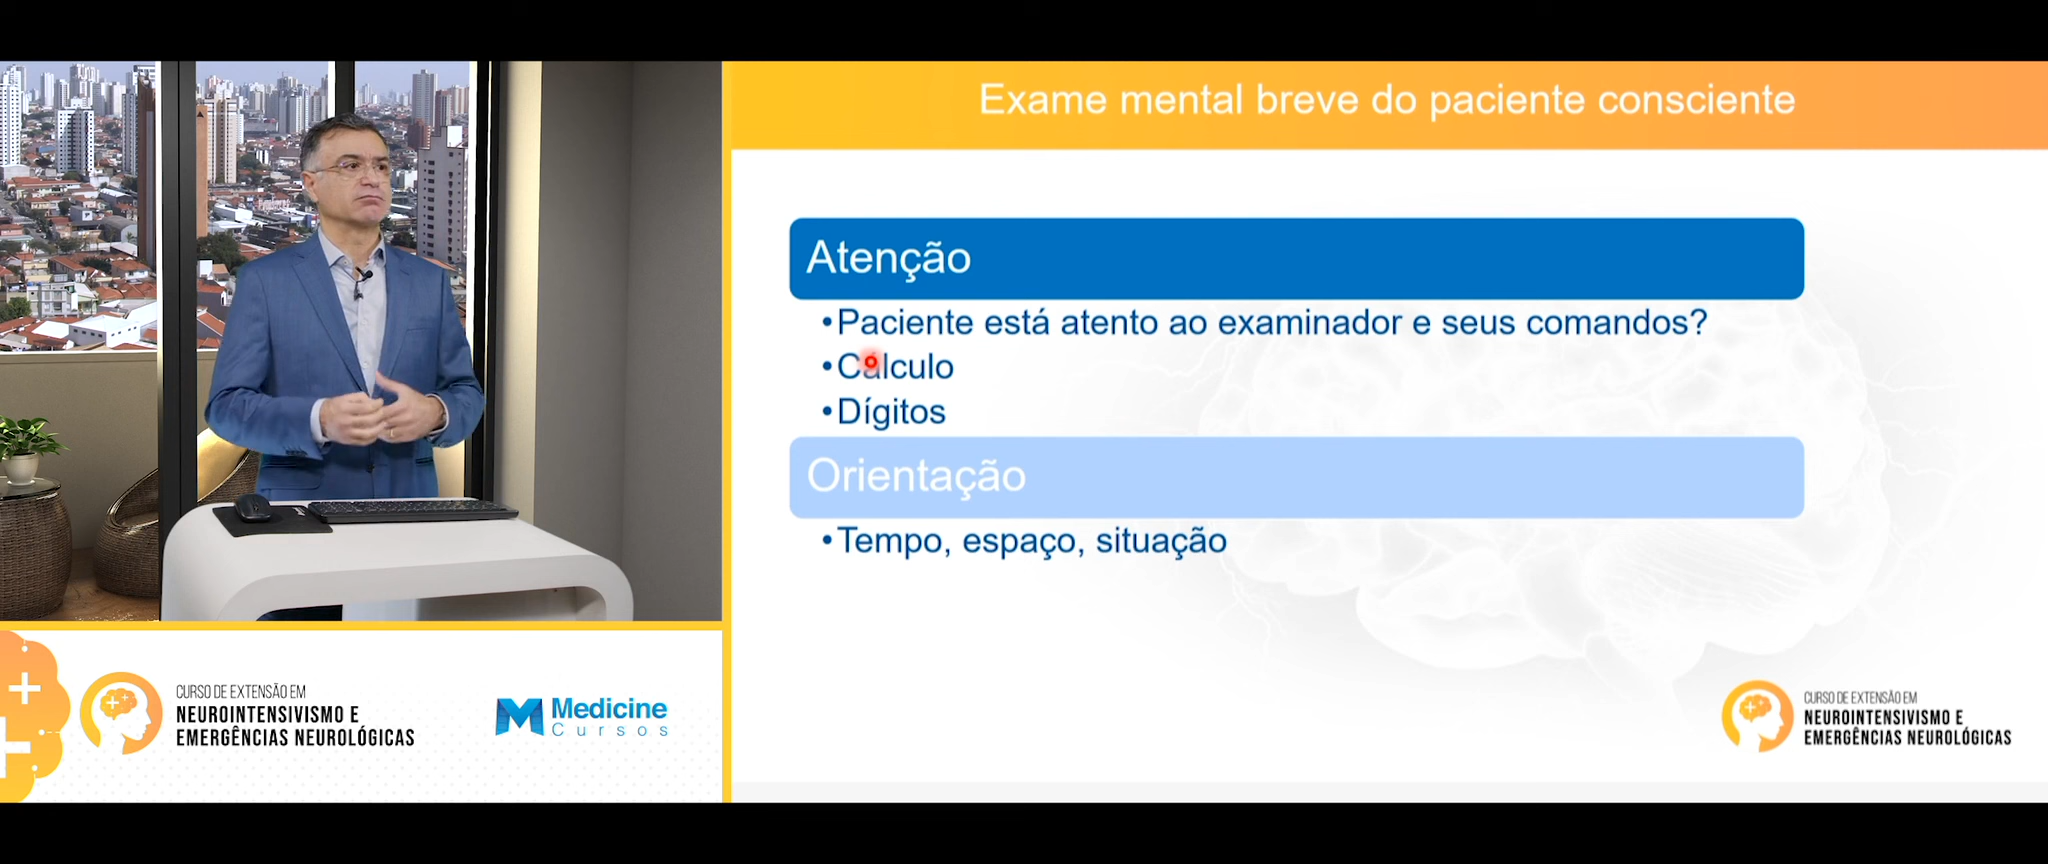 Exame mental breve do paciente consciente
Atenção
•Paciente está atento ao examinador e seus comandos?
•Cálculo
•Dígitos
Orientação
•Tempo, espaço, situação
CURSO DE EXTENSÃO EM
NEUROINTENSIVISMO E
EMERGÊNCIAS NEUROLÓGICAS
Medicine
Cursos
CURSO DE EXTENSÃO EM
NEUROINTENSIVISMO E
EMERGÊNCIAS NEUROLÓGICAS